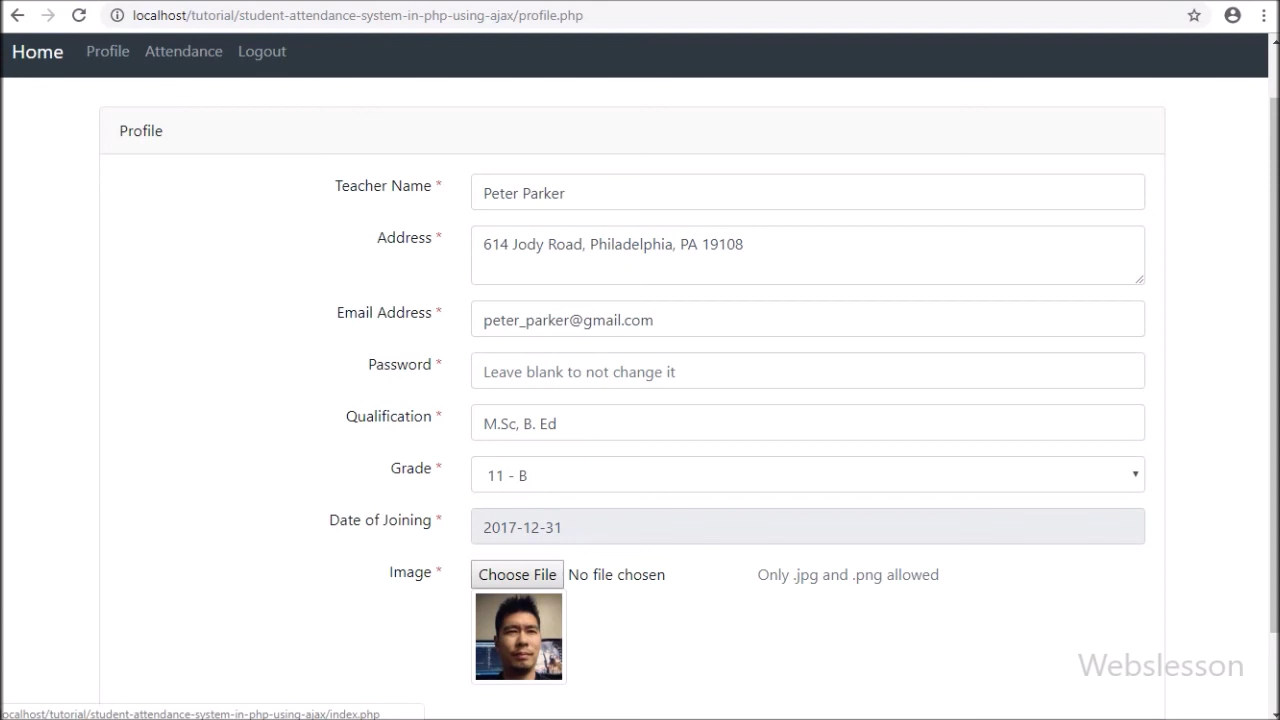 localhost/tutorial/student-attendance-system-in-php-using-ajax/profile.php
Home Profile Attendance Logout
Profile
Teacher Name * Peter Parker
Address * 614 Jody Road, Philadelphia, PA 19108
Email Address * peter_parker@gmail.com
Password * Leave blank to not change it
Qualification * M.Sc, B. Ed
Grade * 11 - B
Date of Joining * 2017-12-31
Image * Choose File No file chosen Only .jpg and .png allowed
Webslesson
ocalhost/tutorial/student-attendance-system-in-php-using-ajax/index.php